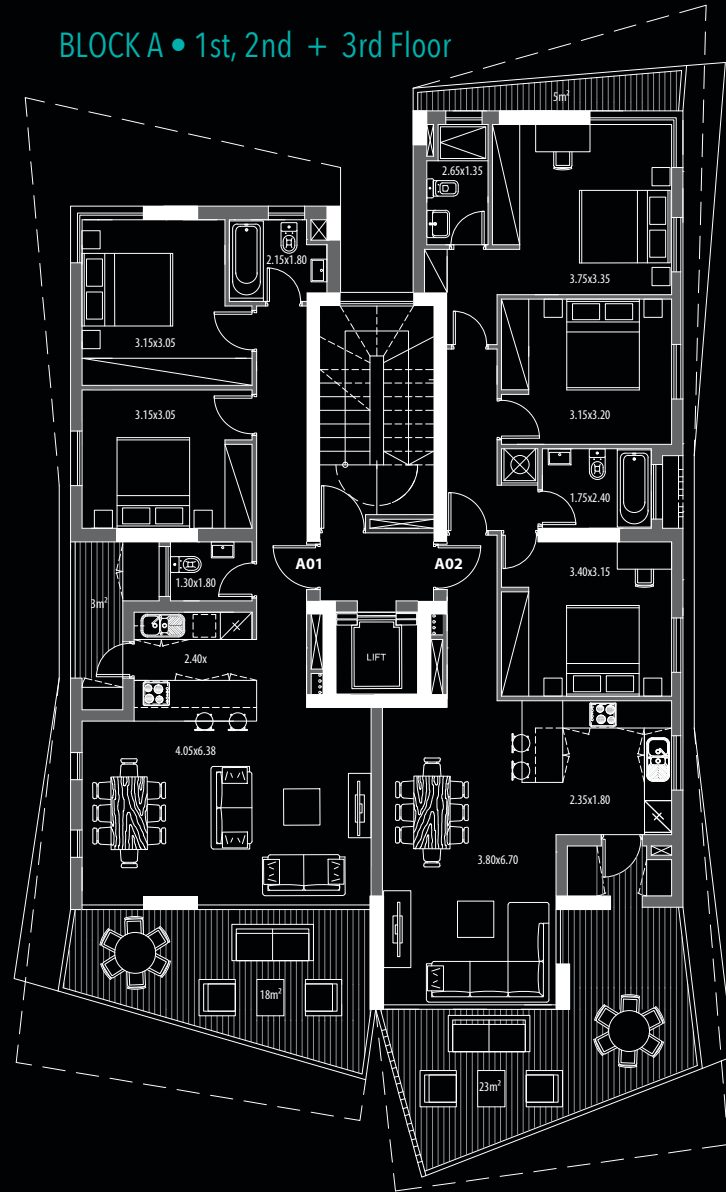 BLOCK A • 1st, 2nd + 3rd Floor
5m²
2.65x1.35
2.15x1.80
3.75x3.35
3.15x3.05
3.15x3.05
3.15x3.20
1.75x2.40
A01
A02
1.30x1.80
3.40x3.15
3m²
2.40x
LIFT
4.05x6.38
2.35x1.80
3.80x6.70
18m²
23m²